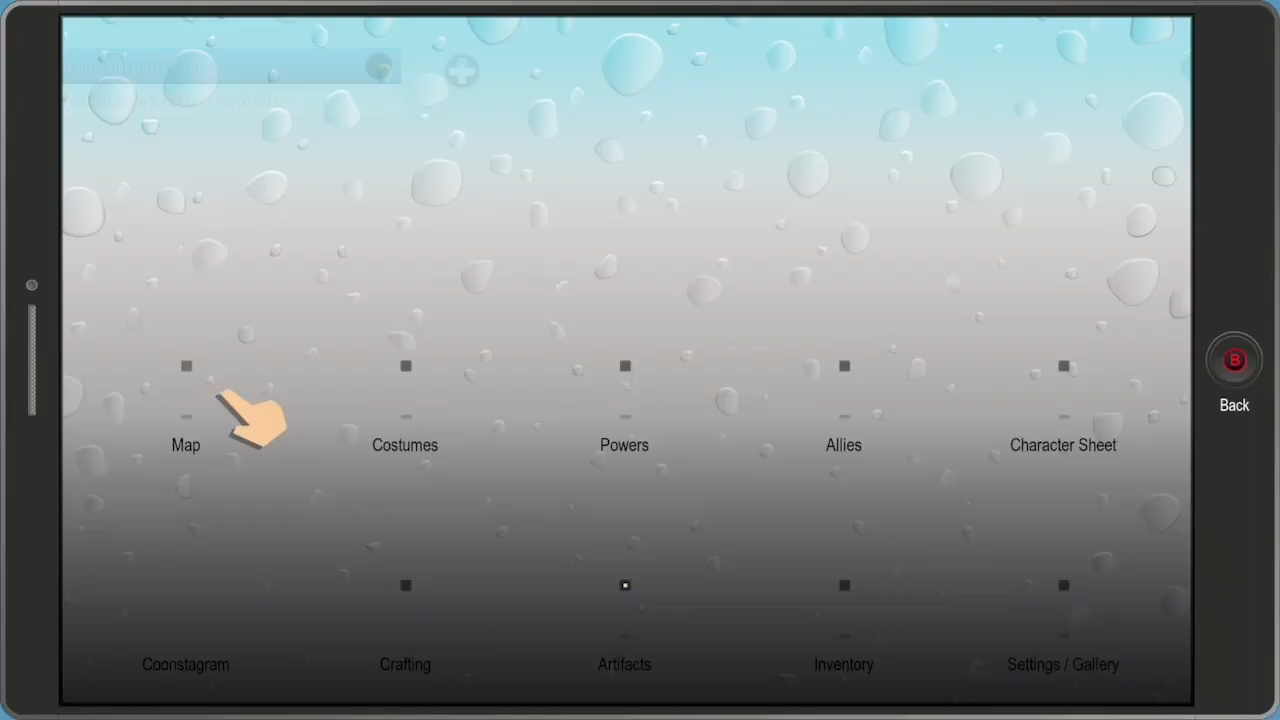 B
Back
Map
Costumes
Powers
Allies
Character Sheet
Coonstagram
Crafting
Artifacts
Inventory
Settings / Gallery